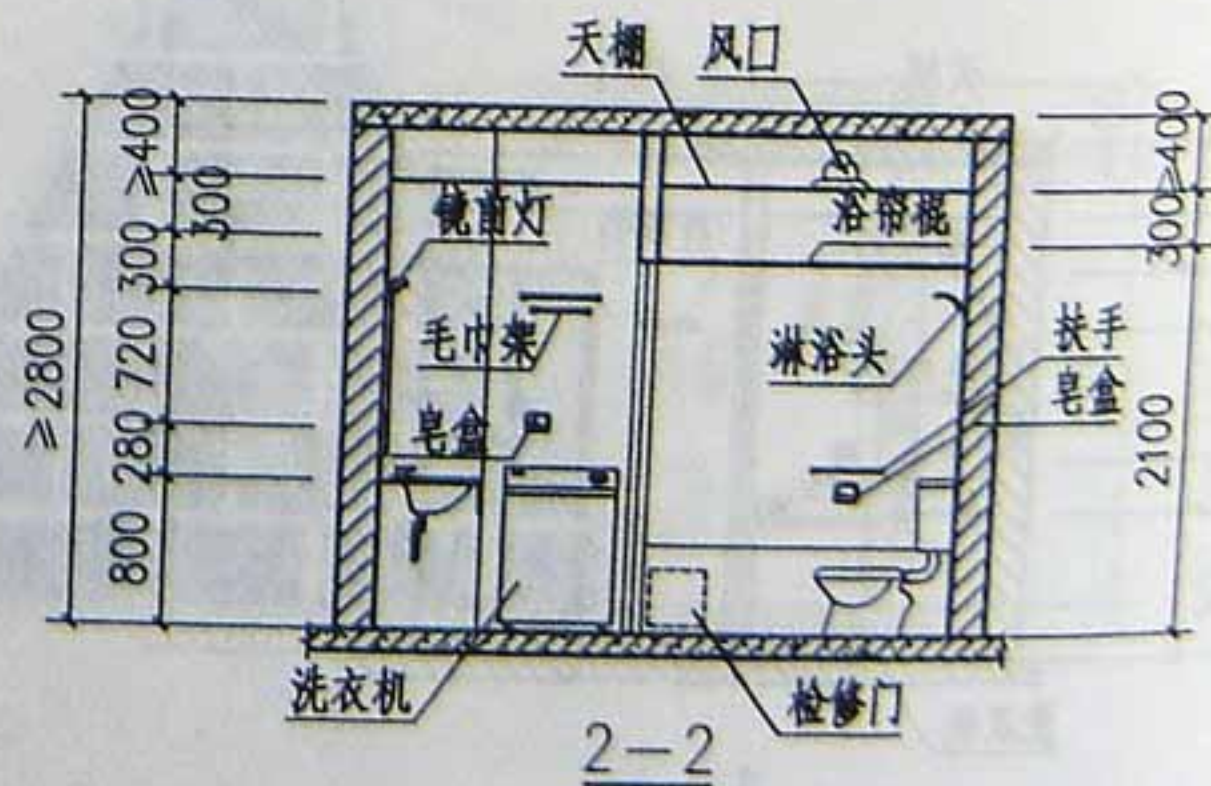 天棚 风口
≥2800
≥400
300
300
720
280
800
镜前灯
毛巾架
皂盒
浴帘棍
淋浴头
扶手
皂盒
≥400
300
2100
洗衣机
检修门
2-2